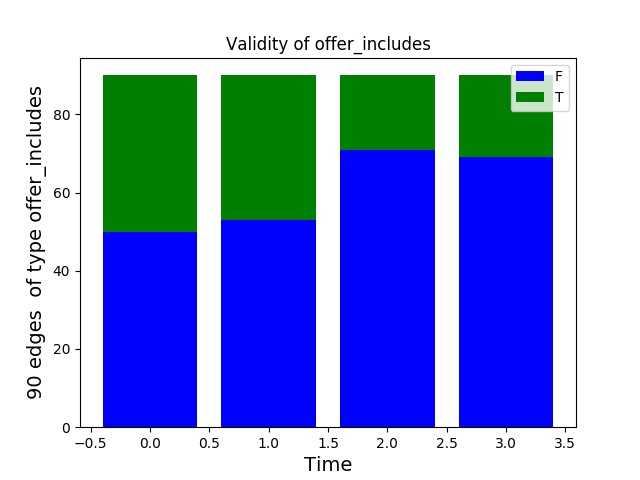 Validity of offer_includes
F
T
90 edges  of type offer_includes
80
60
40
20
0
−0.5 0.0 0.5 1.0 1.5 2.0 2.5 3.0 3.5
Time